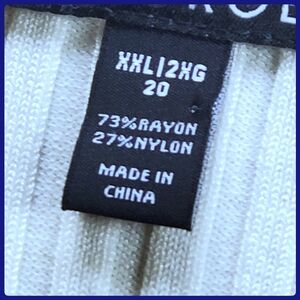 XXL|2XG
20
73%RAYON
27%NYLON
MADE IN
CHINA